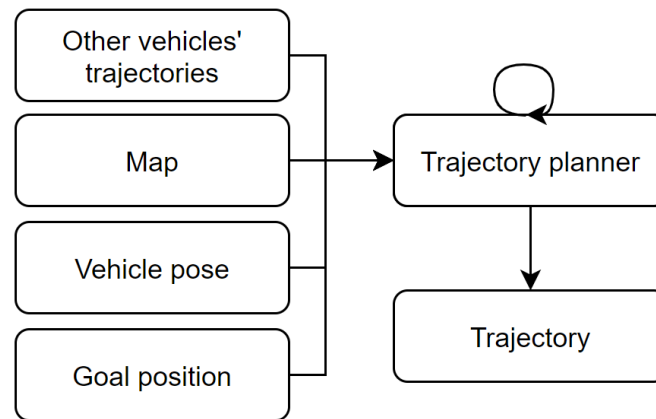 Other vehicles'
trajectories
Map
Vehicle pose
Goal position
Trajectory planner
Trajectory